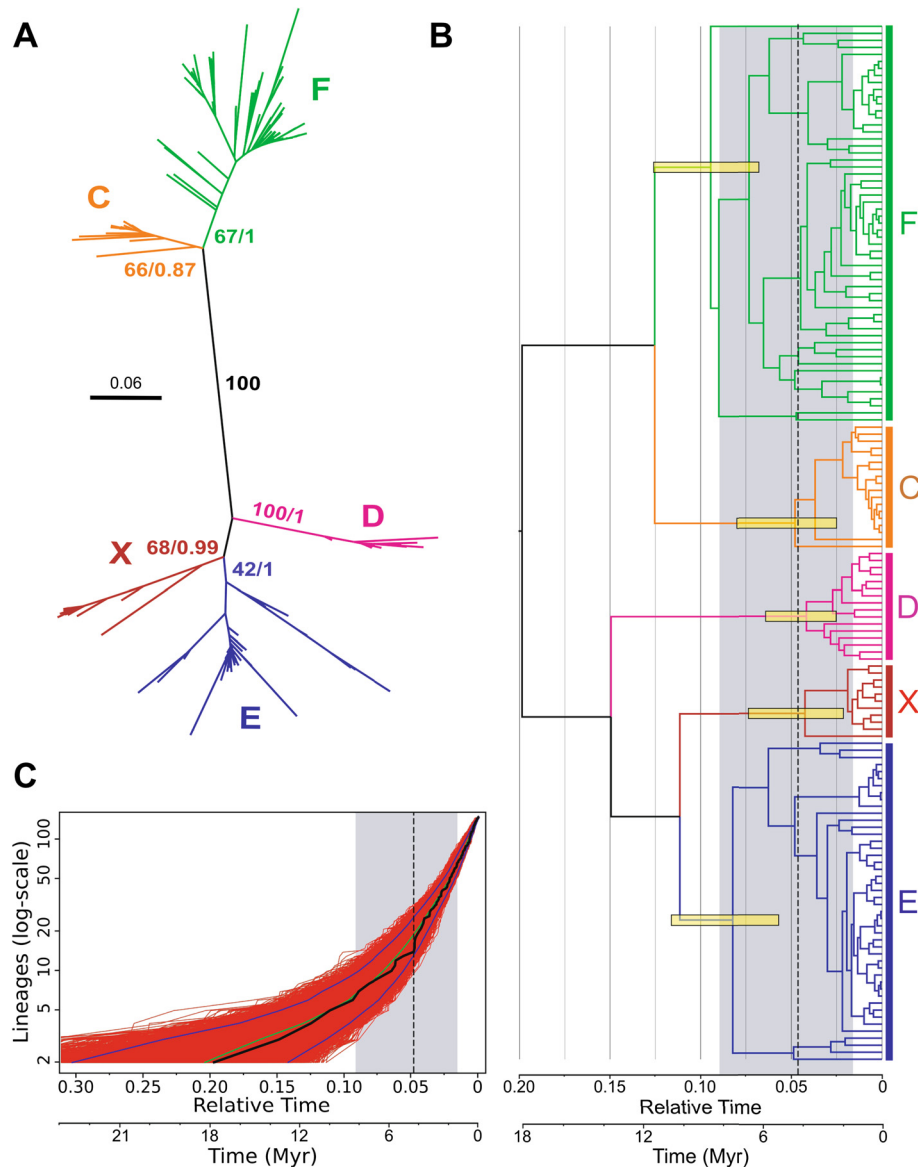 A
F
C
67/1
66/0.87
0.06
100
100/1
D
X
68/0.99
42/1
E
B
F
C
D
X
E
0.20 0.15 0.10 0.05 0
Relative Time
18 12 6 0
Time (Myr)
C
Lineages (log-scale)
100
50
20
10
5
2
0.30 0.25 0.20 0.15 0.10 0.05 0
Relative Time
21 18 12 6 0
Time (Myr)